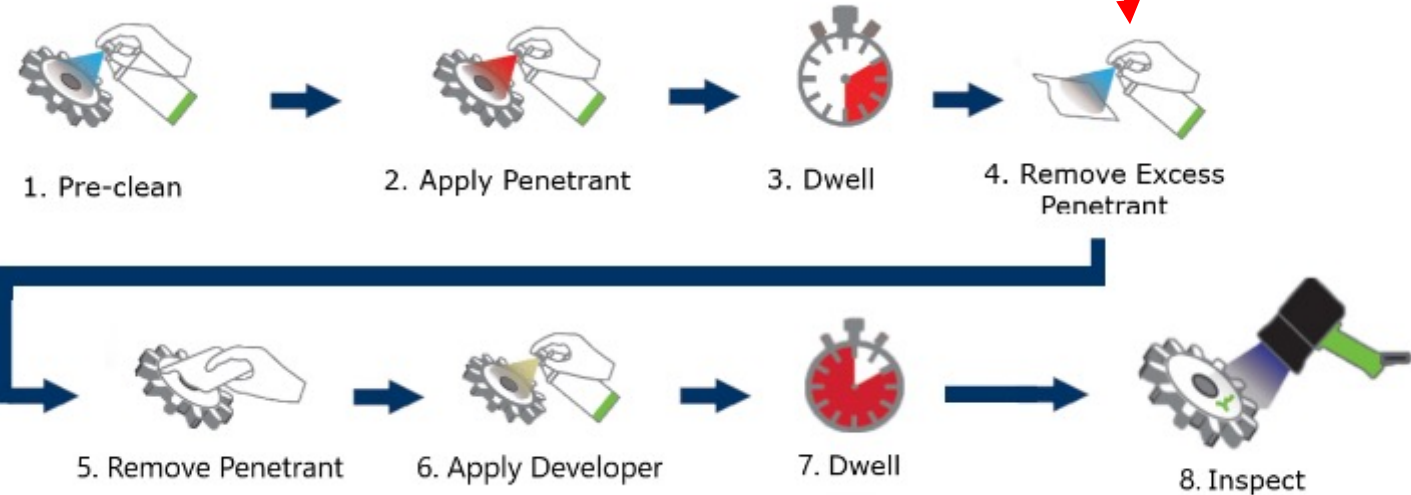 1. Pre-clean
2. Apply Penetrant
3. Dwell
4. Remove Excess
Penetrant
5. Remove Penetrant
6. Apply Developer
7. Dwell
8. Inspect